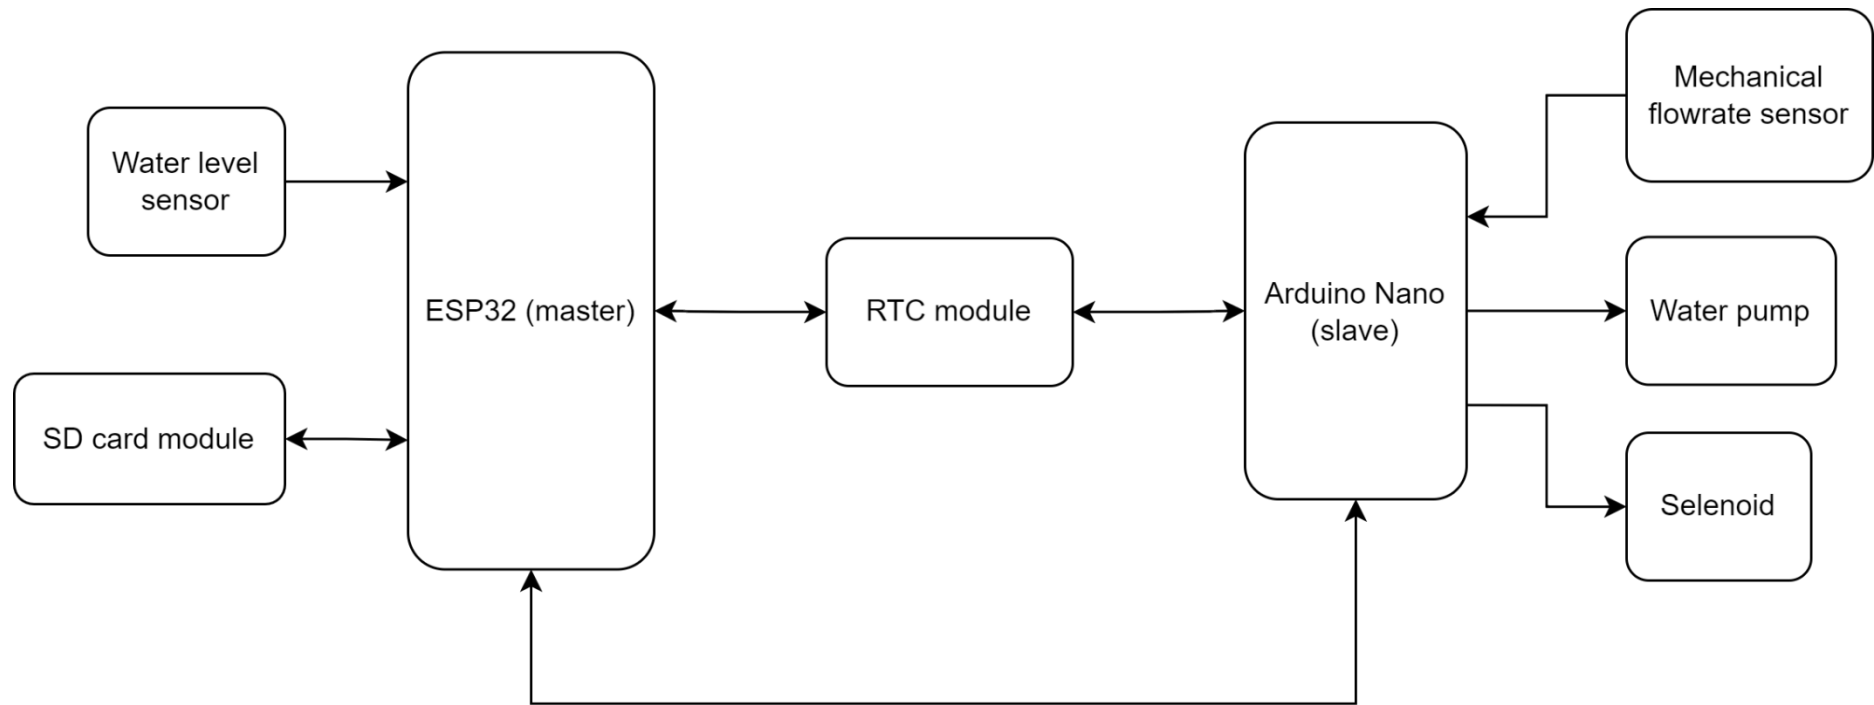 Mechanical
flowrate sensor
Water level
sensor
ESP32 (master)
RTC module
Arduino Nano
(slave)
Water pump
SD card module
Selenoid